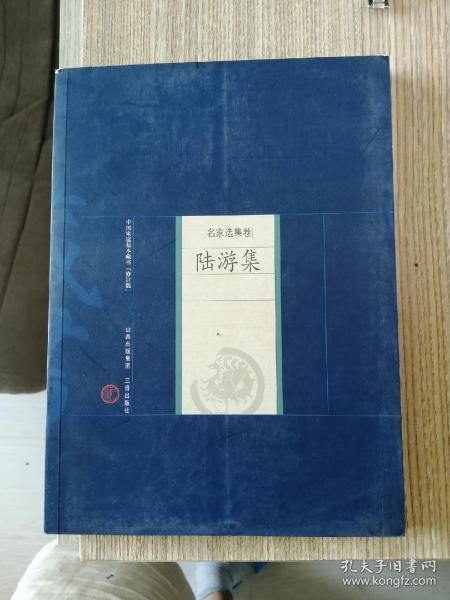 名家选集卷
陆游集
中国家庭基本藏书「修订版」
山西出版集团 三晋出版社
孔夫子旧书网
www.kongfz.com